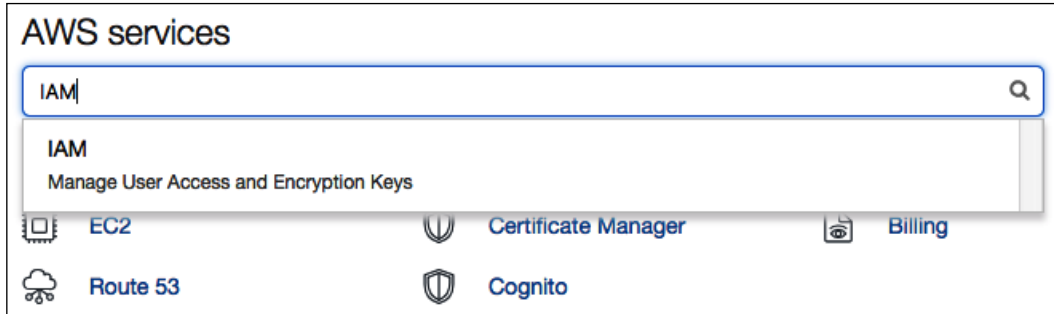 AWS services
IAM
IAM
Manage User Access and Encryption Keys
EC2 Certificate Manager Billing
Route 53 Cognito